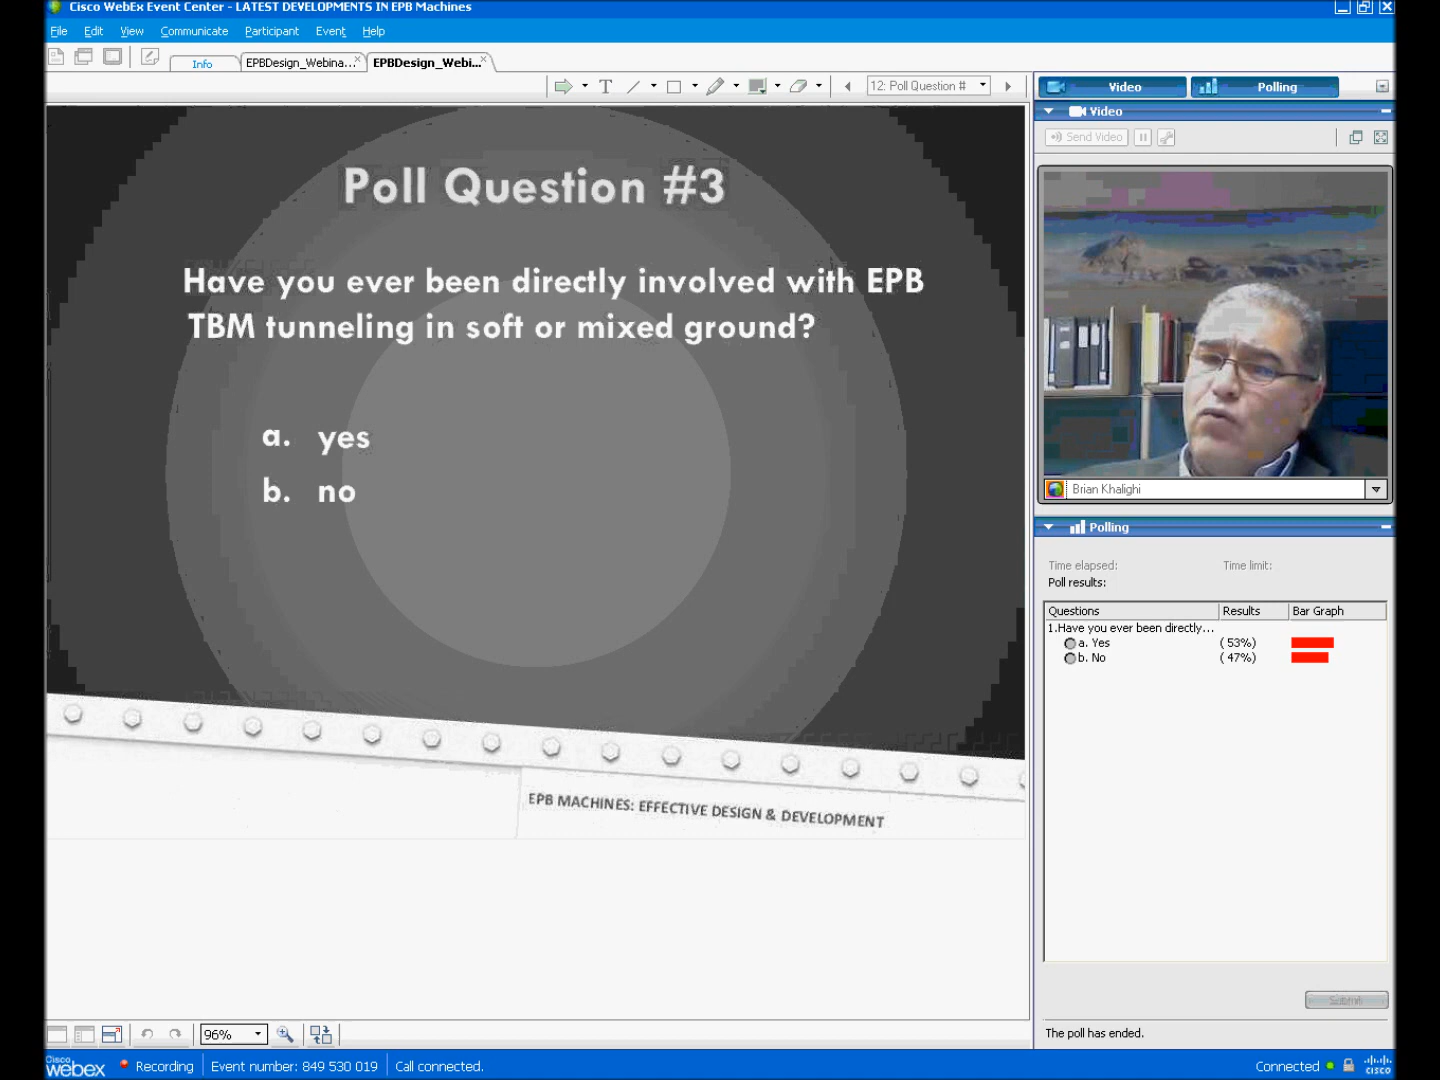 Cisco WebEx Event Center - LATEST DEVELOPMENTS IN EPB Machines
File Edit View Communicate Participant Event Help
Info EPBDesign_Webina... EPBDesign_Webi...
12: Poll Question #
Poll Question #3
Have you ever been directly involved with EPB
TBM tunneling in soft or mixed ground?
a. yes
b. no
EPB MACHINES: EFFECTIVE DESIGN & DEVELOPMENT
Video Polling
Video
Send Video
Brian Khalighi
Polling
Time elapsed: Time limit:
Poll results:
Questions Results Bar Graph
1.Have you ever been directly...
a. Yes ( 53%)
b. No ( 47%)
Submit
The poll has ended.
96%
Cisco webex Recording Event number: 849 530 019 Call connected. Connected CISCO